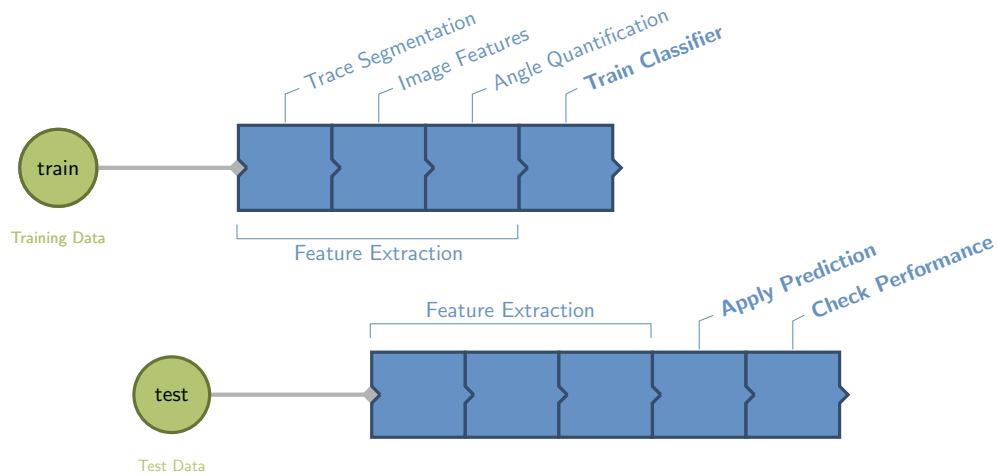 Trace Segmentation
Image Features
Angle Quantification
Train Classifier
train
Training Data
Feature Extraction
Feature Extraction
Apply Prediction
Check Performance
test
Test Data